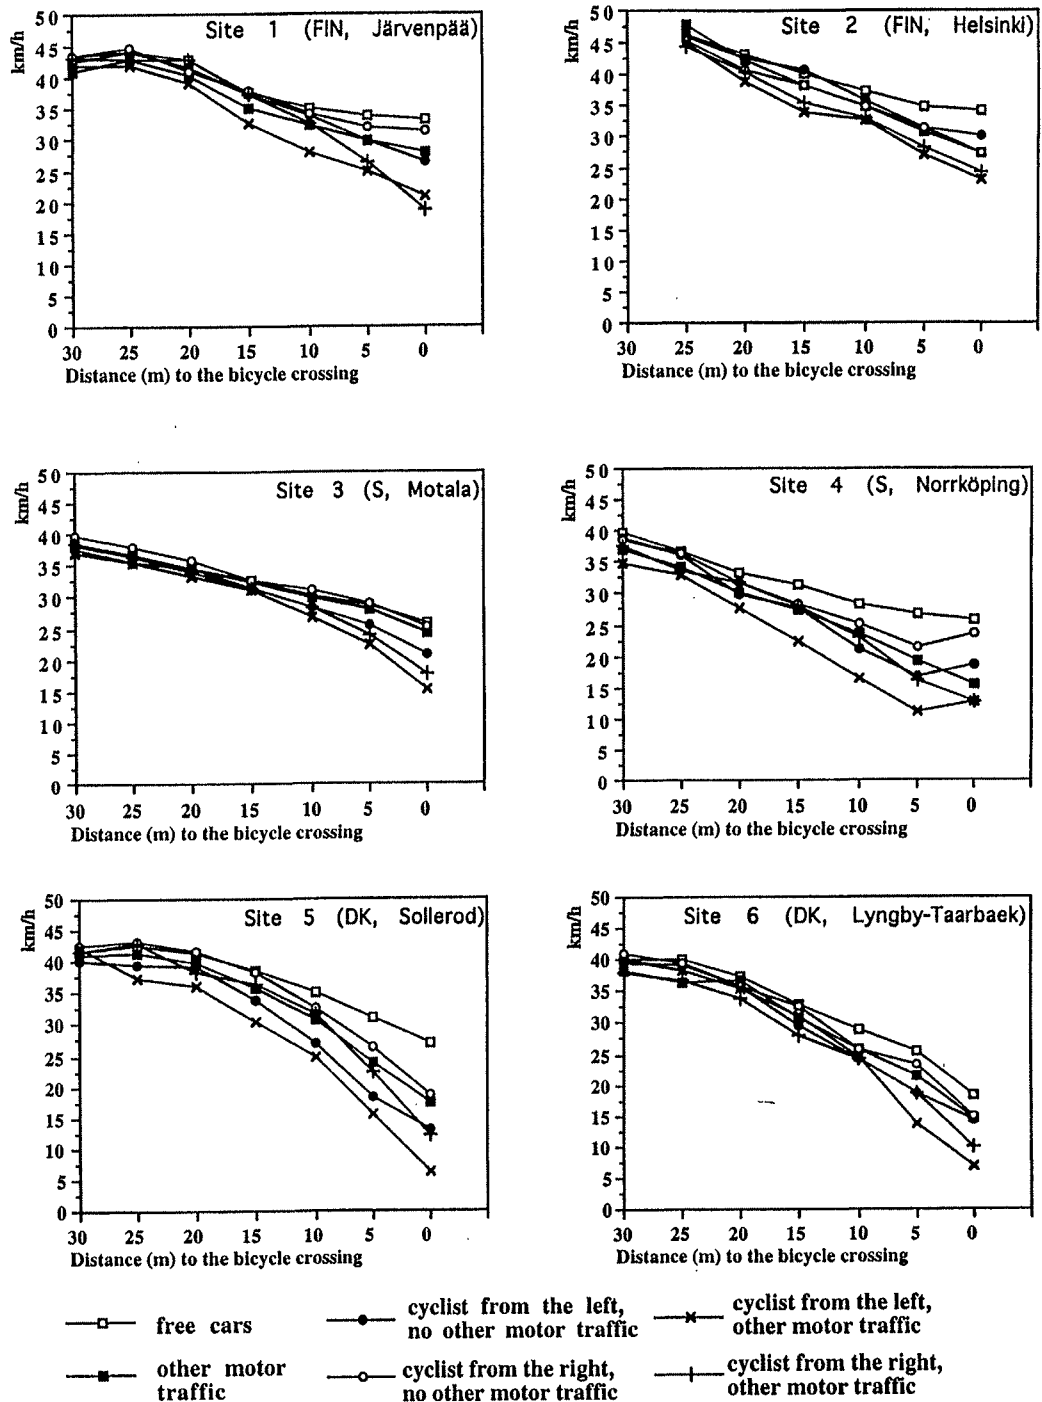 Site 1 (FIN, Järvenpää)
km/h
50
45
40
35
30
25
20
15
10
5
0
30 25 20 15 10 5 0
Distance (m) to the bicycle crossing
Site 2 (FIN, Helsinki)
km/h
50
45
40
35
30
25
20
15
10
5
0
30 25 20 15 10 5 0
Distance (m) to the bicycle crossing
Site 3 (S, Motala)
km/h
50
45
40
35
30
25
20
15
10
5
0
30 25 20 15 10 5 0
Distance (m) to the bicycle crossing
Site 4 (S, Norrköping)
km/h
50
45
40
35
30
25
20
15
10
5
0
30 25 20 15 10 5 0
Distance (m) to the bicycle crossing
Site 5 (DK, Sollerod)
km/h
50
45
40
35
30
25
20
15
10
5
0
30 25 20 15 10 5 0
Distance (m) to the bicycle crossing
Site 6 (DK, Lyngby-Taarbaek)
km/h
50
45
40
35
30
25
20
15
10
5
0
30 25 20 15 10 5 0
Distance (m) to the bicycle crossing
free cars
cyclist from the left,
no other motor traffic
cyclist from the left,
other motor traffic
other motor
traffic
cyclist from the right,
no other motor traffic
cyclist from the right,
other motor traffic